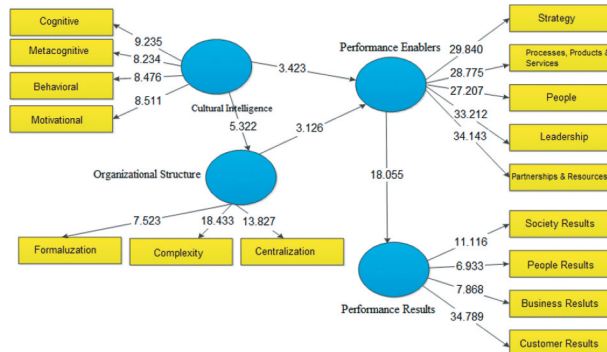 Cognitive
Metacognitive
Behavioral
Motivational
9.235
8.234
8.476
8.511
Cultural Intelligence
3.423
5.322
3.126
Performance Enablers
29.840
28.775
27.207
33.212
34.143
Strategy
Processes, Products &
Services
People
Leadership
Partnerships & Resources
Organizational Structure
7.523
18.433
13.827
Formaluzation
Complexity
Centralization
18.055
Performance Results
11.116
6.933
7.868
34.789
Society Results
People Results
Business Resluts
Customer Results